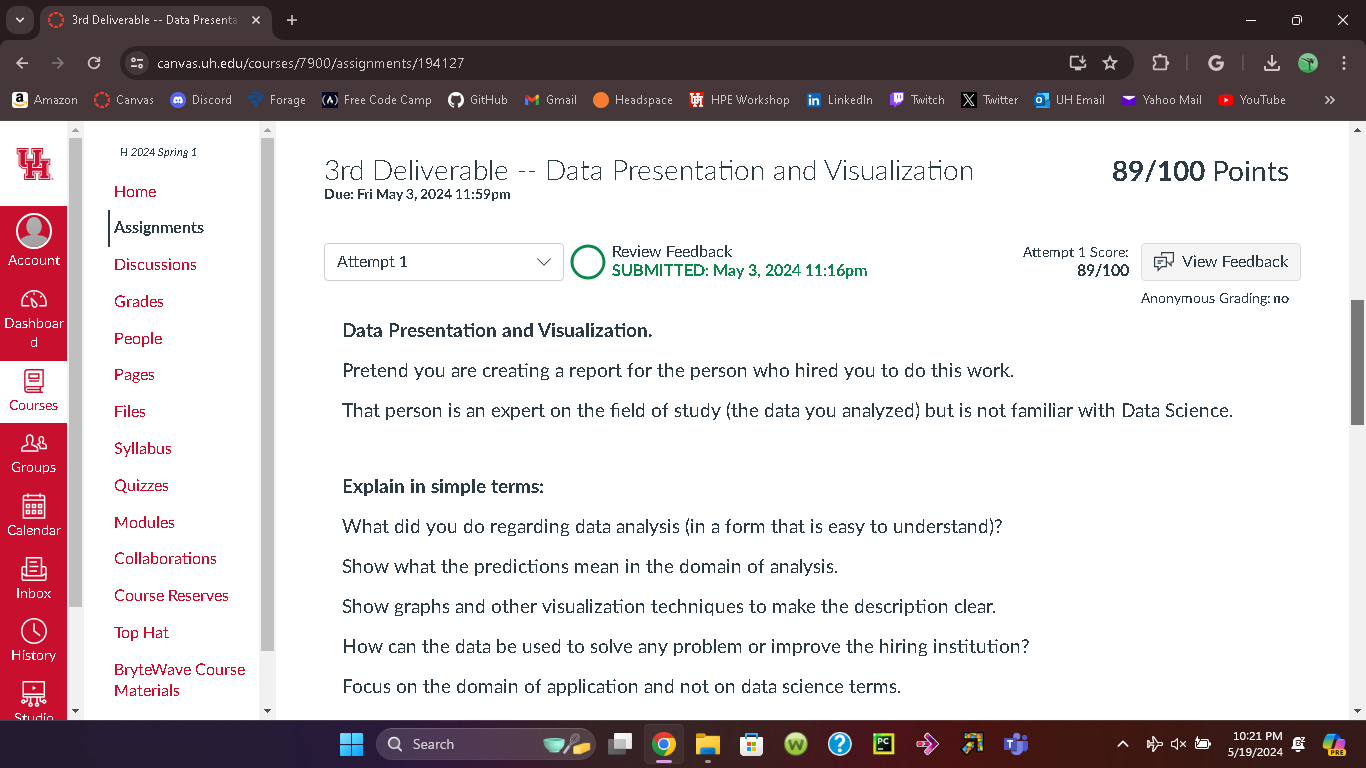 3rd Deliverable -- Data Presenta
canvas.uh.edu/courses/7900/assignments/194127
Amazon
Canvas
Discord
Forage
Free Code Camp
GitHub
Gmail
Headspace
HPE Workshop
LinkedIn
Twitch
Twitter
UH Email
Yahoo Mail
YouTube
Account
Dashboar
d
Courses
Groups
Calendar
Inbox
History
Studio
H 2024 Spring 1
Home
Assignments
Discussions
Grades
People
Pages
Files
Syllabus
Quizzes
Modules
Collaborations
Course Reserves
Top Hat
BryteWave Course
Materials
3rd Deliverable -- Data Presentation and Visualization
Due: Fri May 3, 2024 11:59pm
89/100 Points
Attempt 1
Review Feedback
SUBMITTED: May 3, 2024 11:16pm
Attempt 1 Score:
89/100
View Feedback
Anonymous Grading: no
Data Presentation and Visualization.
Pretend you are creating a report for the person who hired you to do this work.
That person is an expert on the field of study (the data you analyzed) but is not familiar with Data Science.
Explain in simple terms:
What did you do regarding data analysis (in a form that is easy to understand)?
Show what the predictions mean in the domain of analysis.
Show graphs and other visualization techniques to make the description clear.
How can the data be used to solve any problem or improve the hiring institution?
Focus on the domain of application and not on data science terms.
Search
PC
10:21 PM
5/19/2024
PRE